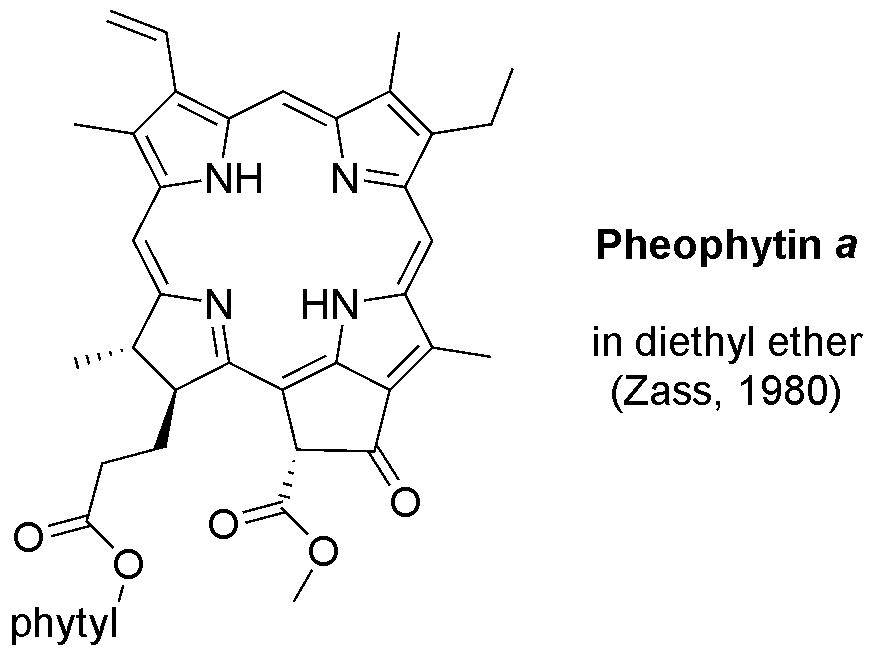 NH
N
N
HN
O
O
O
O
O
phytyl
Pheophytin a
in diethyl ether
(Zass, 1980)